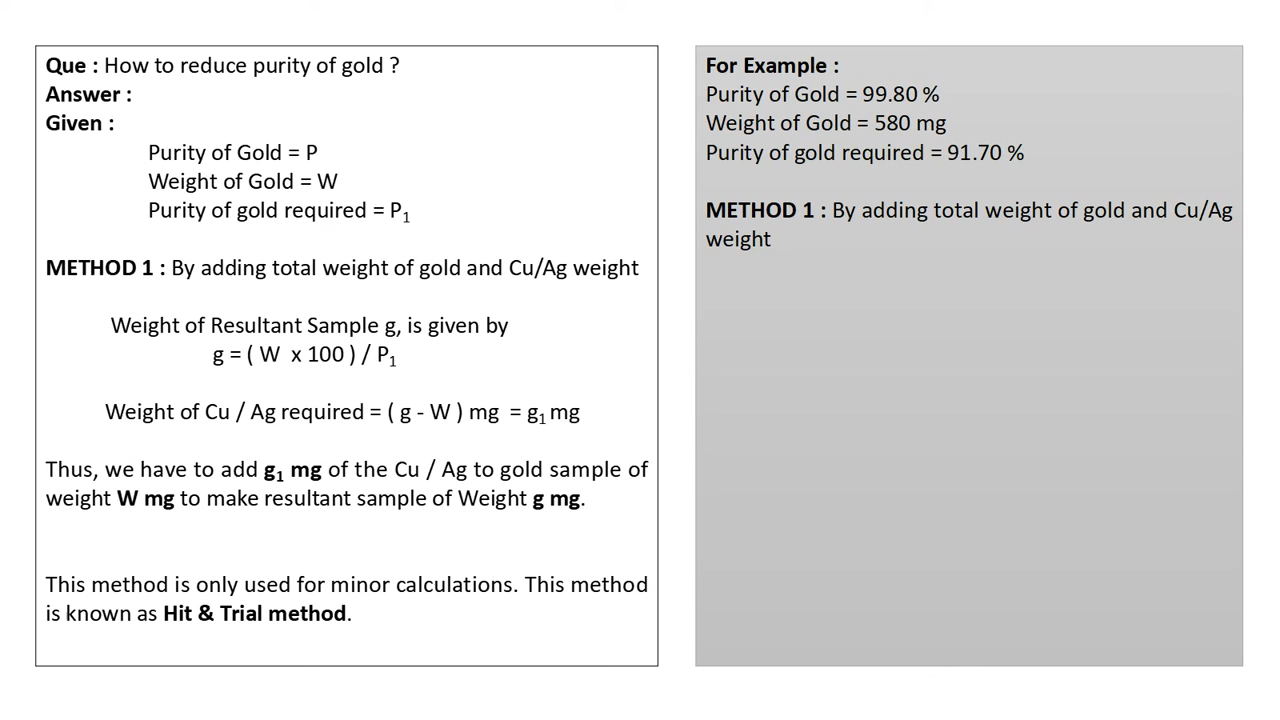 Que : How to reduce purity of gold ?
Answer :
Given :
Purity of Gold = P
Weight of Gold = W
Purity of gold required = P₁
METHOD 1 : By adding total weight of gold and Cu/Ag weight
Weight of Resultant Sample g, is given by
g = ( W x 100 ) / P₁
Weight of Cu / Ag required = ( g - W ) mg = g₁ mg
Thus, we have to add g₁ mg of the Cu / Ag to gold sample of
weight W mg to make resultant sample of Weight g mg.
This method is only used for minor calculations. This method
is known as Hit & Trial method.
For Example :
Purity of Gold = 99.80 %
Weight of Gold = 580 mg
Purity of gold required = 91.70 %
METHOD 1 : By adding total weight of gold and Cu/Ag
weight